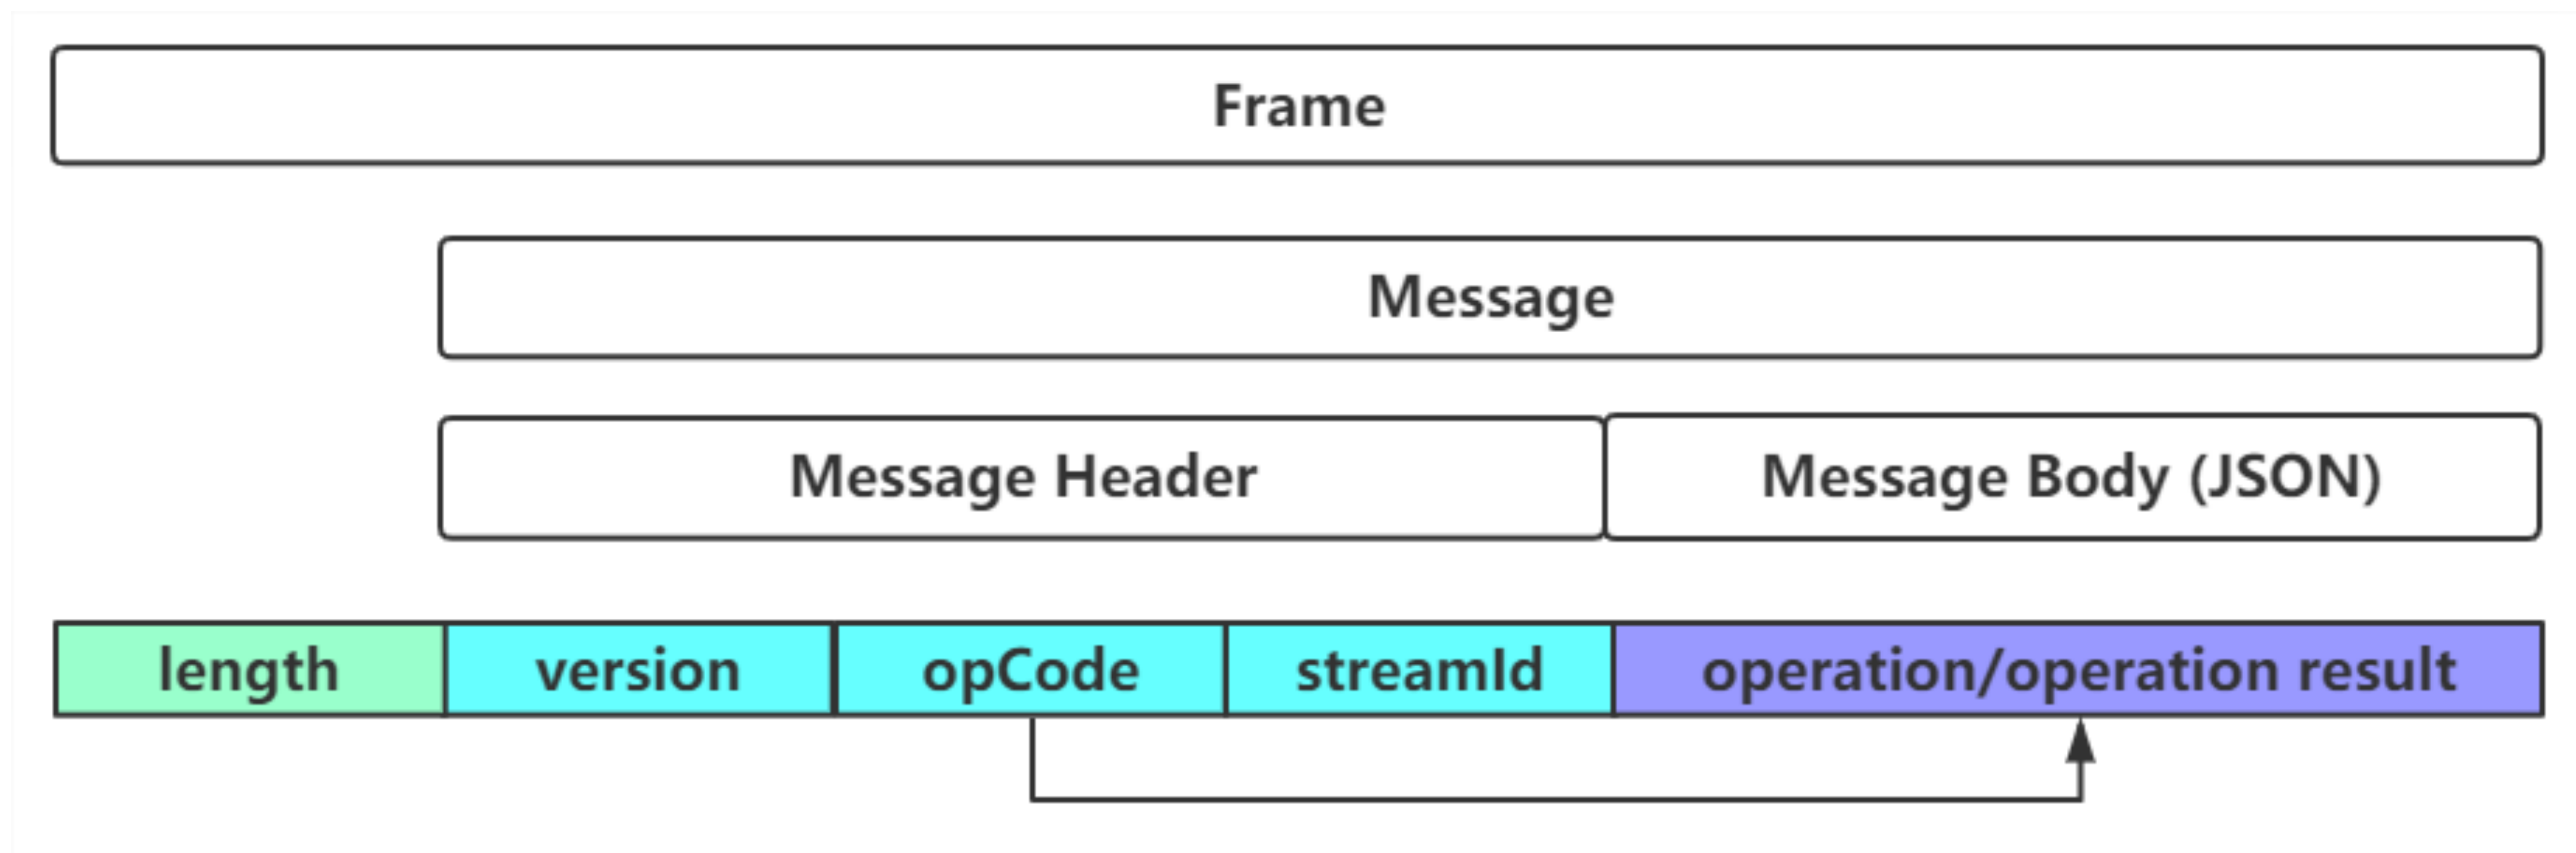 Frame
Message
Message Header
Message Body (JSON)
length
version
opCode
streamId
operation/operation result